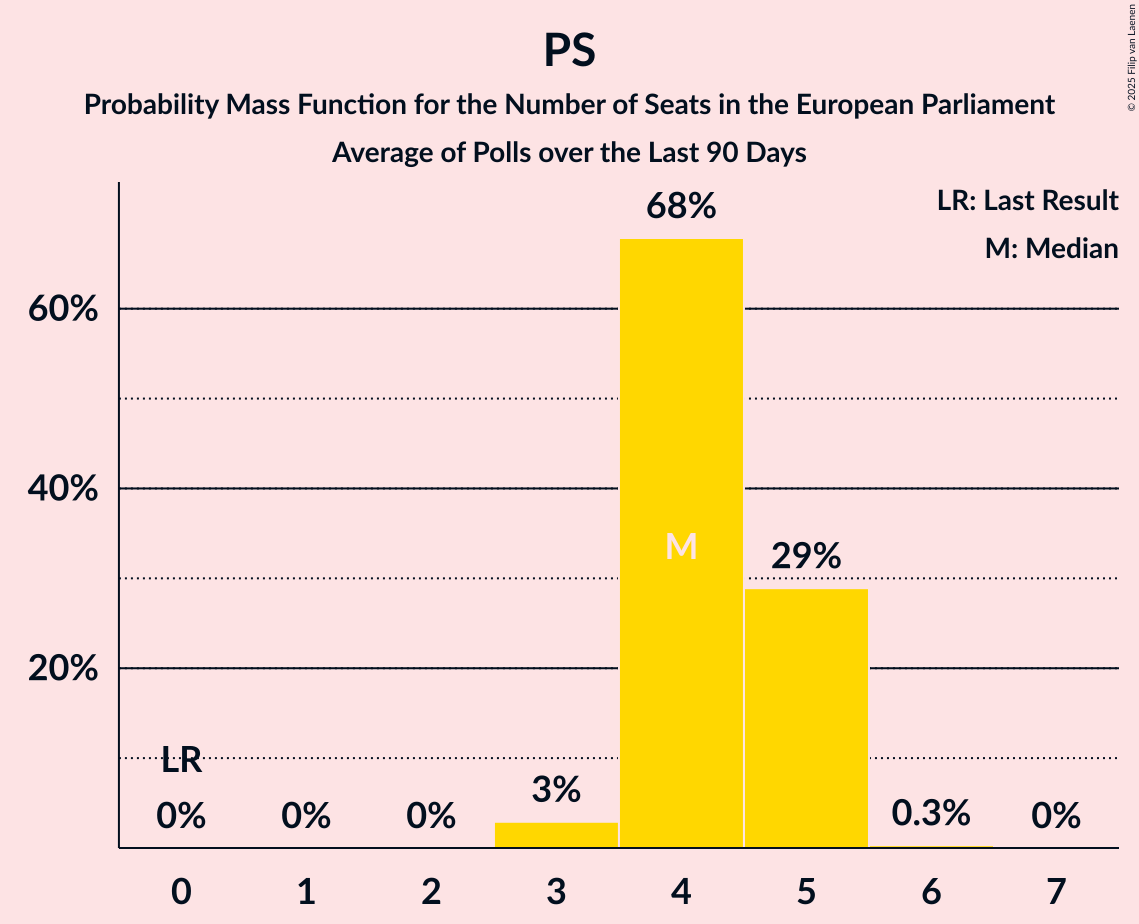 PS
Probability Mass Function for the Number of Seats in the European Parliament
Average of Polls over the Last 90 Days
© 2025 Filip van Laenen
LR: Last Result
M: Median
68%
60%
40%
M
29%
20%
LR
3%
0%
0%
0%
0.3%
0%
0 1 2 3 4 5 6 7